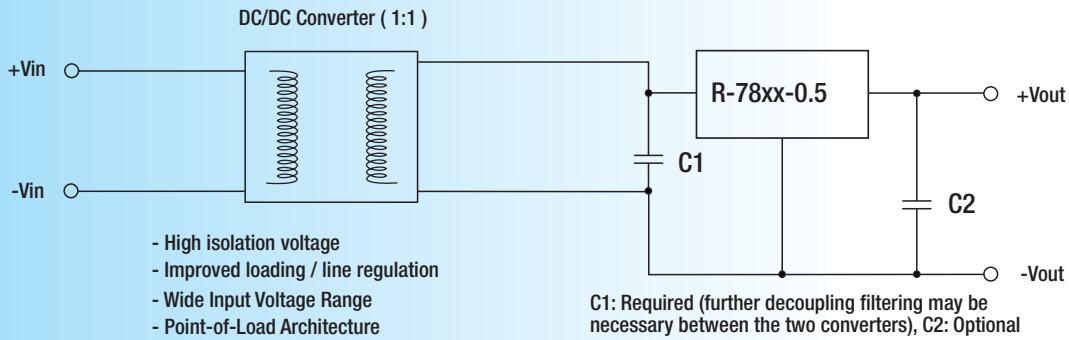 DC/DC Converter ( 1:1 )
+Vin
-Vin
R-78xx-0.5
+Vout
C1
C2
-Vout
- High isolation voltage
- Improved loading / line regulation
- Wide Input Voltage Range
- Point-of-Load Architecture
C1: Required (further decoupling filtering may be
necessary between the two converters), C2: Optional